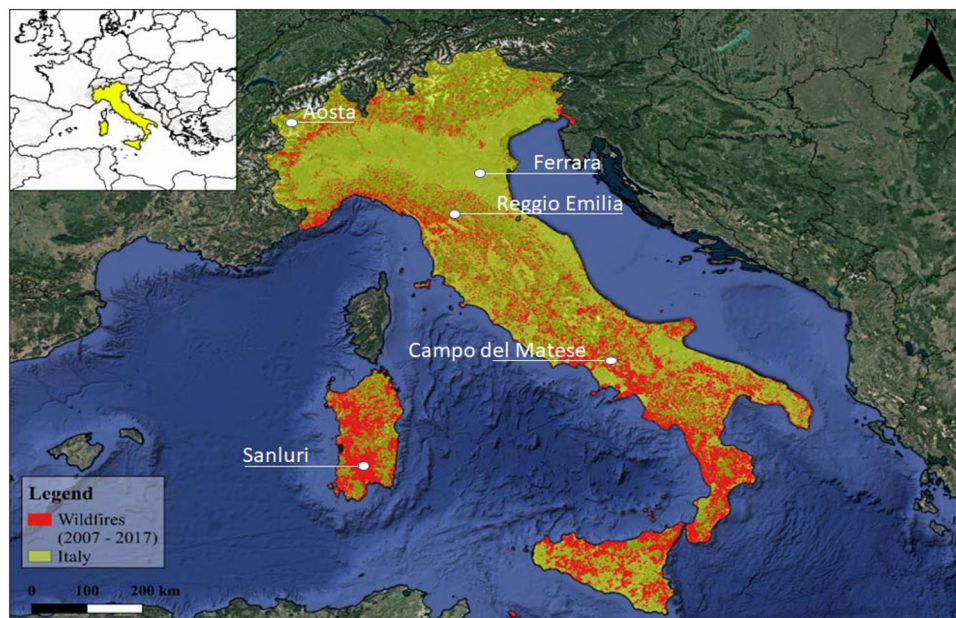 N
Aosta
Ferrara
Reggio Emilia
Campo del Matese
Sanluri
Legend
Wildfires
(2007 - 2017)
Italy
0 100 200 km